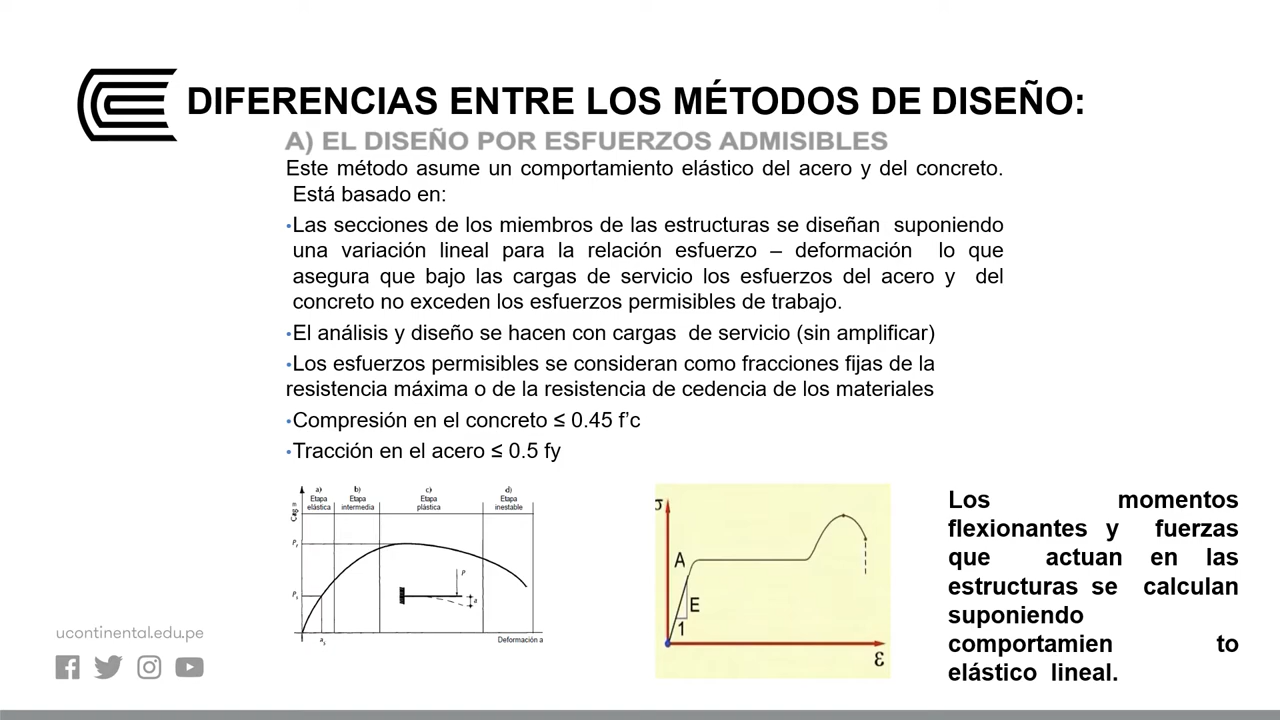 DIFERENCIAS ENTRE LOS MÉTODOS DE DISEÑO:
A) EL DISEÑO POR ESFUERZOS ADMISIBLES
Este método asume un comportamiento elástico del acero y del concreto.
Está basado en:
•Las secciones de los miembros de las estructuras se diseñan suponiendo
una variación lineal para la relación esfuerzo – deformación lo que
asegura que bajo las cargas de servicio los esfuerzos del acero y del
concreto no exceden los esfuerzos permisibles de trabajo.
•El análisis y diseño se hacen con cargas de servicio (sin amplificar)
•Los esfuerzos permisibles se consideran como fracciones fijas de la
resistencia máxima o de la resistencia de cedencia de los materiales
•Compresión en el concreto ≤ 0.45 f’c
•Tracción en el acero ≤ 0.5 fy
a) b) c) d)
Etapa elástica
Etapa intermedia
Etapa plástica
Etapa inestable
P
a
Deformación a
σ
A
E
1
ε
Los momentos
flexionantes y fuerzas
que actuan en las
estructuras se calculan
suponiendo
comportamien to
elástico lineal.
ucontinental.edu.pe